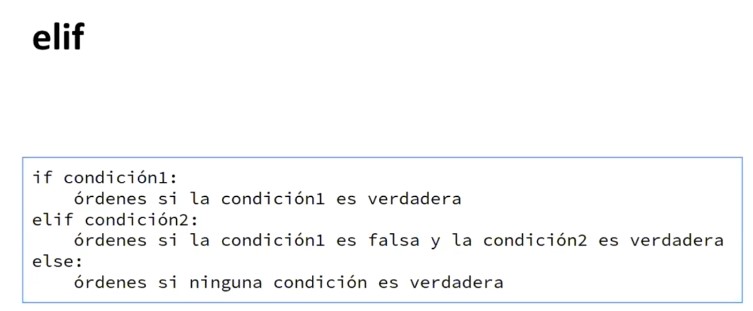 elif
if condición1:
    órdenes si la condición1 es verdadera
elif condición2:
    órdenes si la condición1 es falsa y la condición2 es verdadera
else:
    órdenes si ninguna condición es verdadera